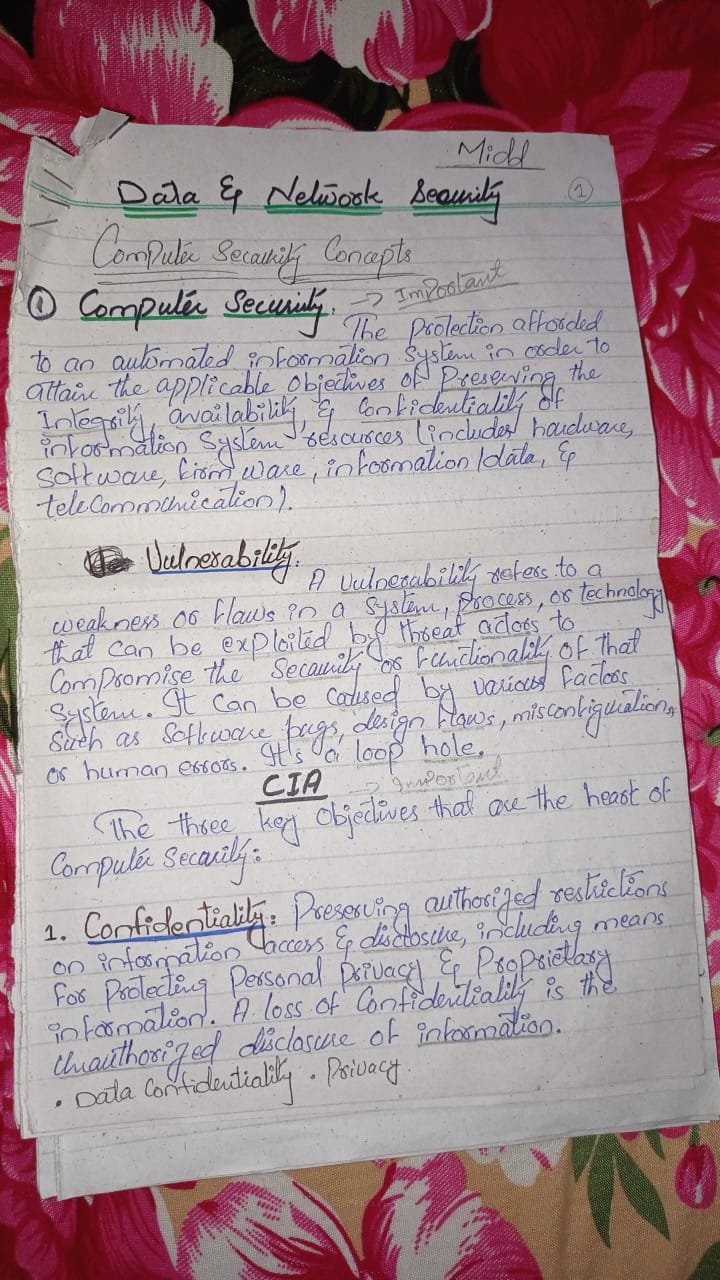 Midd
Data & Network Security
1
Computer Security Concepts
1 Computer Security. → Important
The Protection afforded
to an automated information System in order to
attain the applicable Objectives of Preserving the
Integrity, availability, & Confidentiality of
information System resources (includes hardware,
Software, firmware, information/data, &
telecommunication).
Vulnerability.
A vulnerability refers to a
weakness or flaws in a System, process, or technology
that can be exploited by threat actors to
Compromise the Security or functionality of that
System. It can be caused by various factors
Such as Software bugs, design flaws, misconfigurations,
or human errors. It's a loop hole.
CIA → Important
The three key Objectives that are the heart of
Computer Security:
1. Confidentiality: Preserving authorized restrictions
on information access & disclosure, including means
for Protecting Personal Privacy & Proprietary
information. A loss of Confidentiality is the
Unauthorized disclosure of information.
• Data Confidentiality • Privacy.